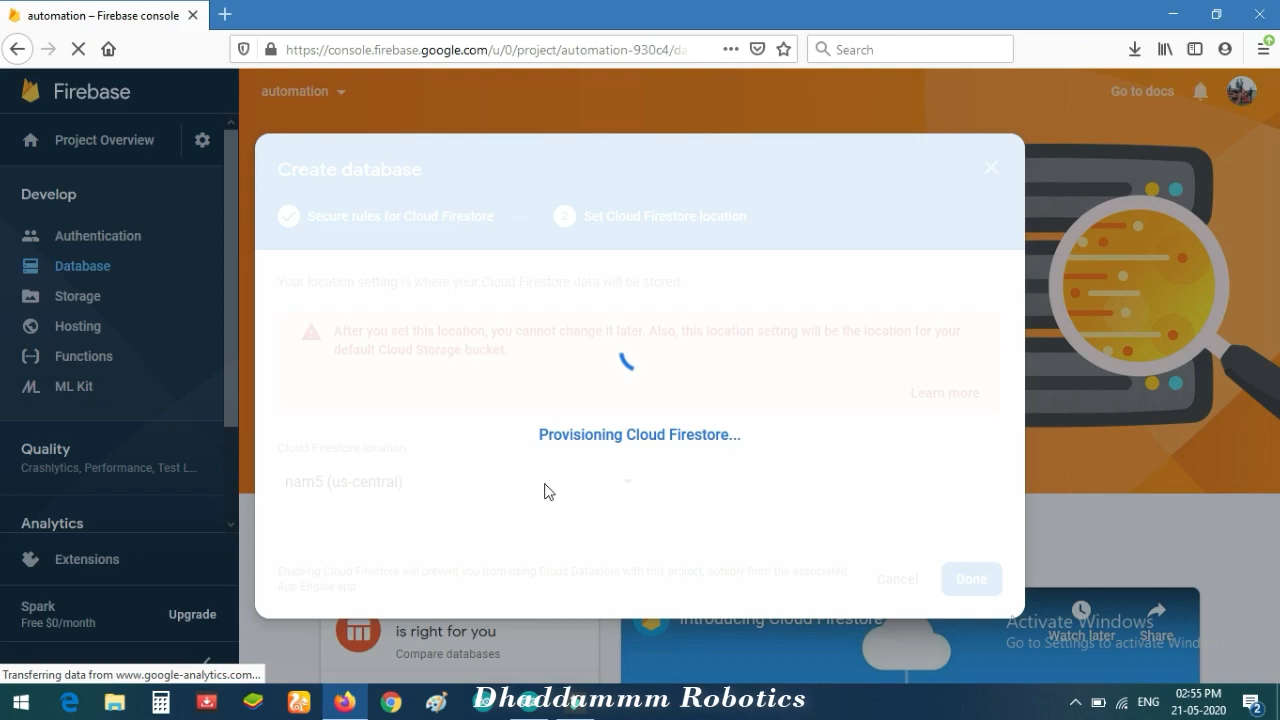 automation – Firebase console
https://console.firebase.google.com/u/0/project/automation-930c4/da
Search
Firebase
automation
Go to docs
Project Overview
Create database
Develop
Secure rules for Cloud Firestore
2 Set Cloud Firestore location
Authentication
Database
Your location setting is where your Cloud Firestore data will be stored.
Storage
Hosting
After you set this location, you cannot change it later. Also, this location setting will be the location for your
default Cloud Storage bucket.
Functions
ML Kit
Learn more
Provisioning Cloud Firestore...
Quality
Cloud Firestore location
Crashlytics, Performance, Test L...
nam5 (us-central)
Analytics
Extensions
Enabling Cloud Firestore will prevent you from using Cloud Datastore with this project, notably from the associated
App Engine app
Cancel
Done
Spark
Free $0/month
Upgrade
is right for you
Compare databases
Introducing Cloud Firestore
Watch later
Share
Activate Windows
Go to Settings to activate Windows
Transferring data from www.google-analytics.com...
Dhaddummm Robotics
ENG
02:55 PM
21-05-2020
2